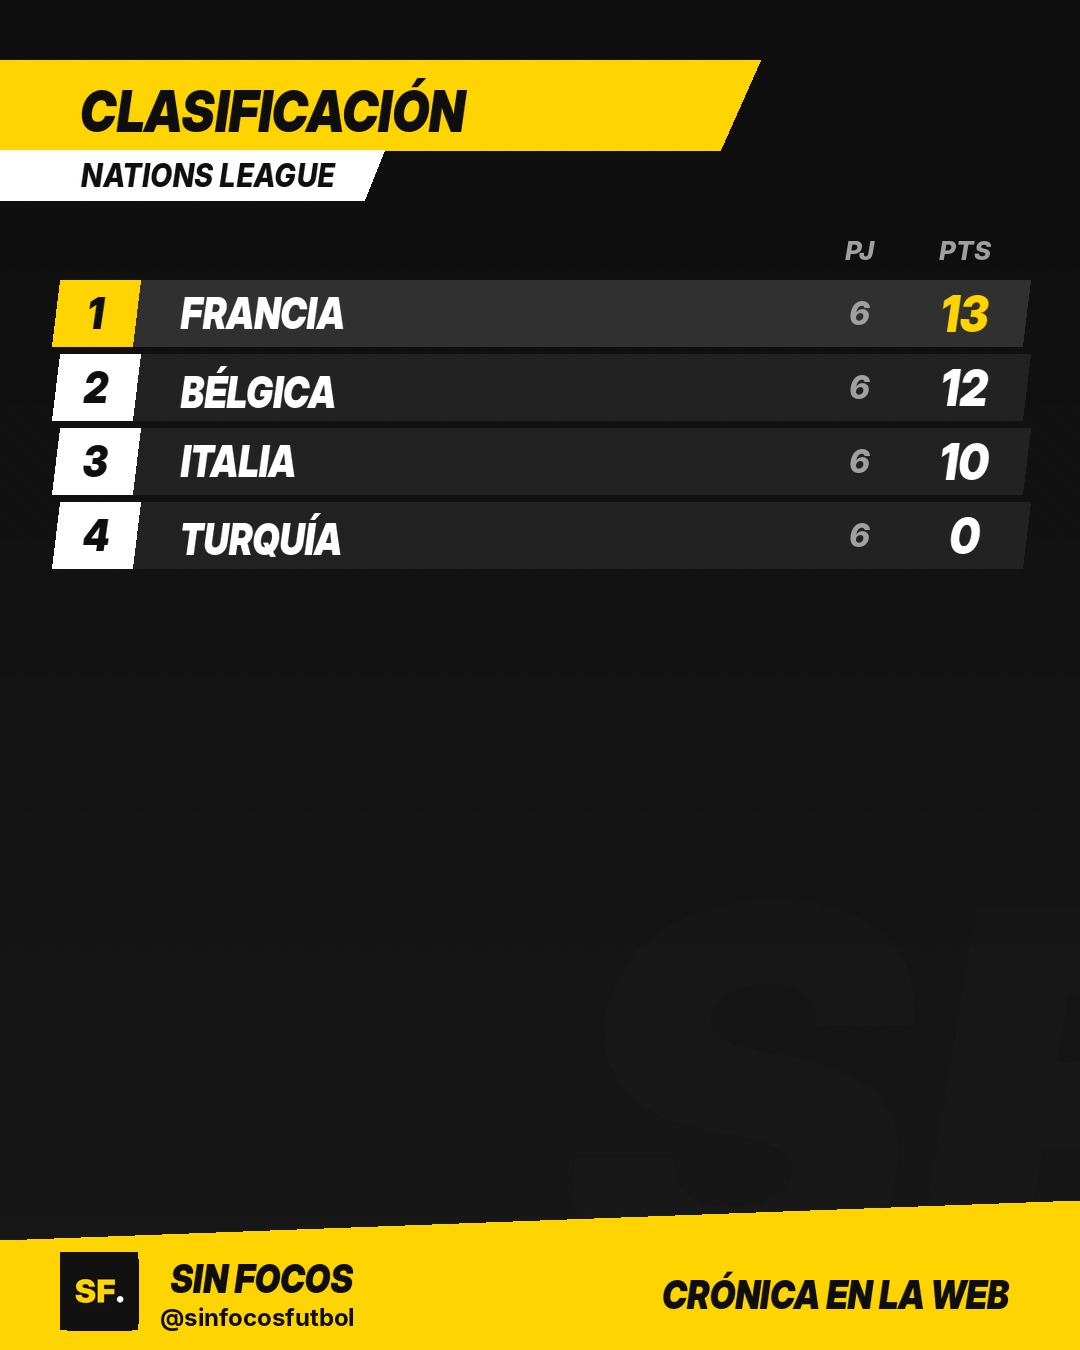 CLASIFICACIÓN
NATIONS LEAGUE
PJ PTS
1 FRANCIA 6 13
2 BÉLGICA 6 12
3 ITALIA 6 10
4 TURQUÍA 6 0
SF
SF. SIN FOCOS
@sinfocosfutbol
CRÓNICA EN LA WEB